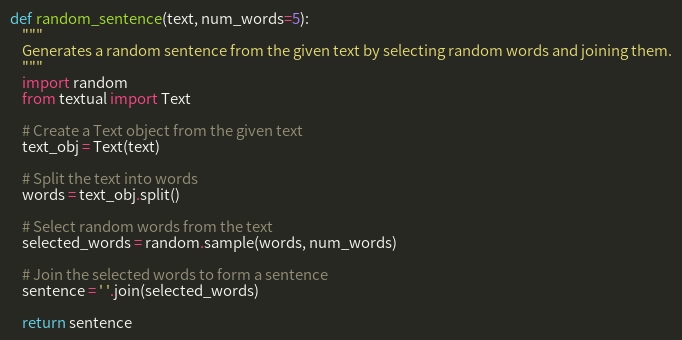 def random_sentence(text, num_words=5):
"""
Generates a random sentence from the given text by selecting random words and joining them.
"""
import random
from textual import Text
# Create a Text object from the given text
text_obj = Text(text)
# Split the text into words
words = text_obj.split()
# Select random words from the text
selected_words = random.sample(words, num_words)
# Join the selected words to form a sentence
sentence = ' '.join(selected_words)
return sentence